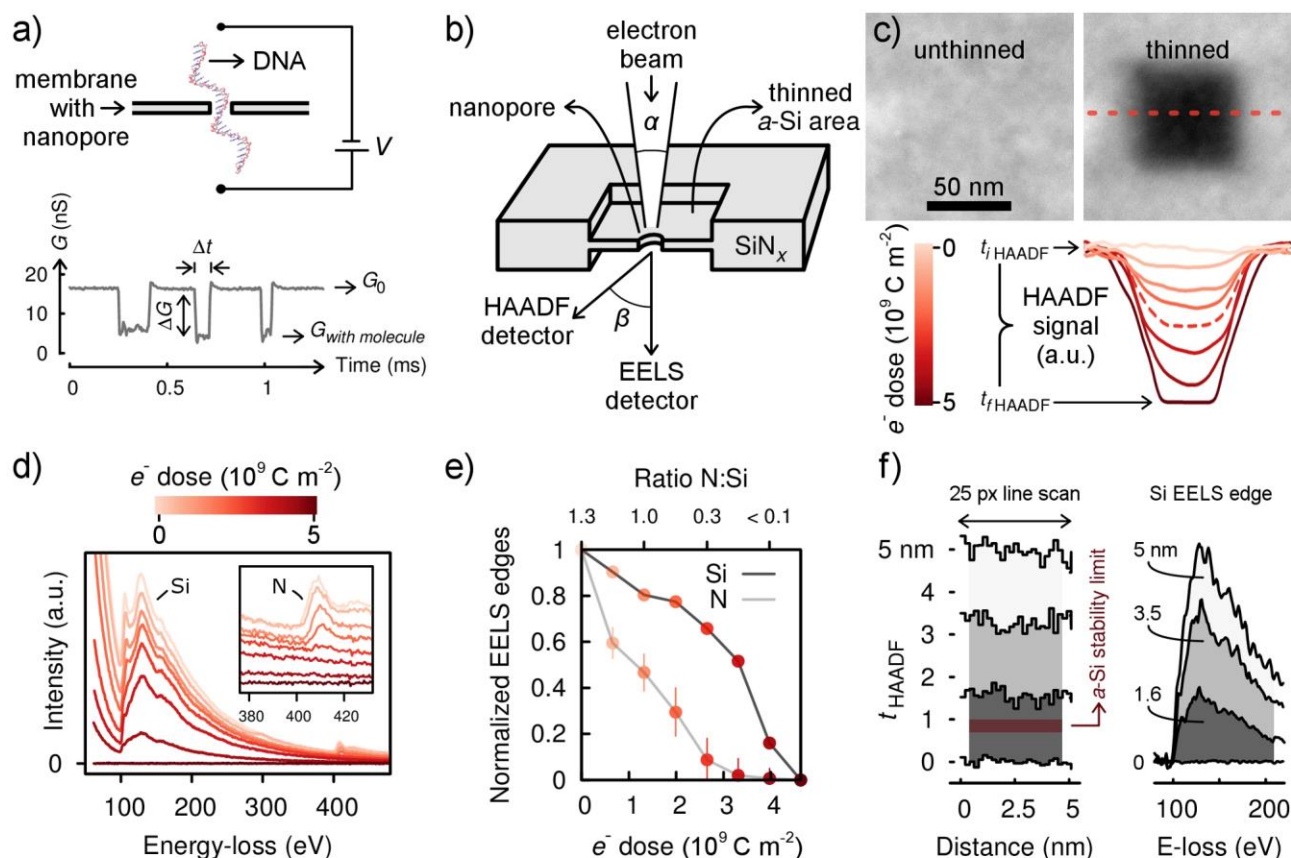 a)
DNA
membrane
with
nanopore
V
G (nS)
20
10
0
Δt
ΔG
G0
Gwith molecule
0
0.5
1
Time (ms)
b)
electron
beam
nanopore
α
thinned
a-Si area
SiNx
HAADF
detector
β
EELS
detector
c)
unthinned
thinned
50 nm
e- dose (10^9 C m^-2)
0
5
ti HAADF
HAADF
signal
(a.u.)
tf HAADF
d)
e- dose (10^9 C m^-2)
0
5
Intensity (a.u.)
0
Si
N
380
400
420
100
200
300
400
Energy-loss (eV)
e)
Ratio N:Si
1.3
1.0
0.3
< 0.1
Normalized EELS edges
1
0.8
0.6
0.4
0.2
0
Si
N
0
1
2
3
4
e- dose (10^9 C m^-2)
f)
25 px line scan
Si EELS edge
tHAADF
5 nm
4
3
2
1
0
a-Si stability limit
0
2.5
5
Distance (nm)
5 nm
3.5
1.6
0
100
200
E-loss (eV)